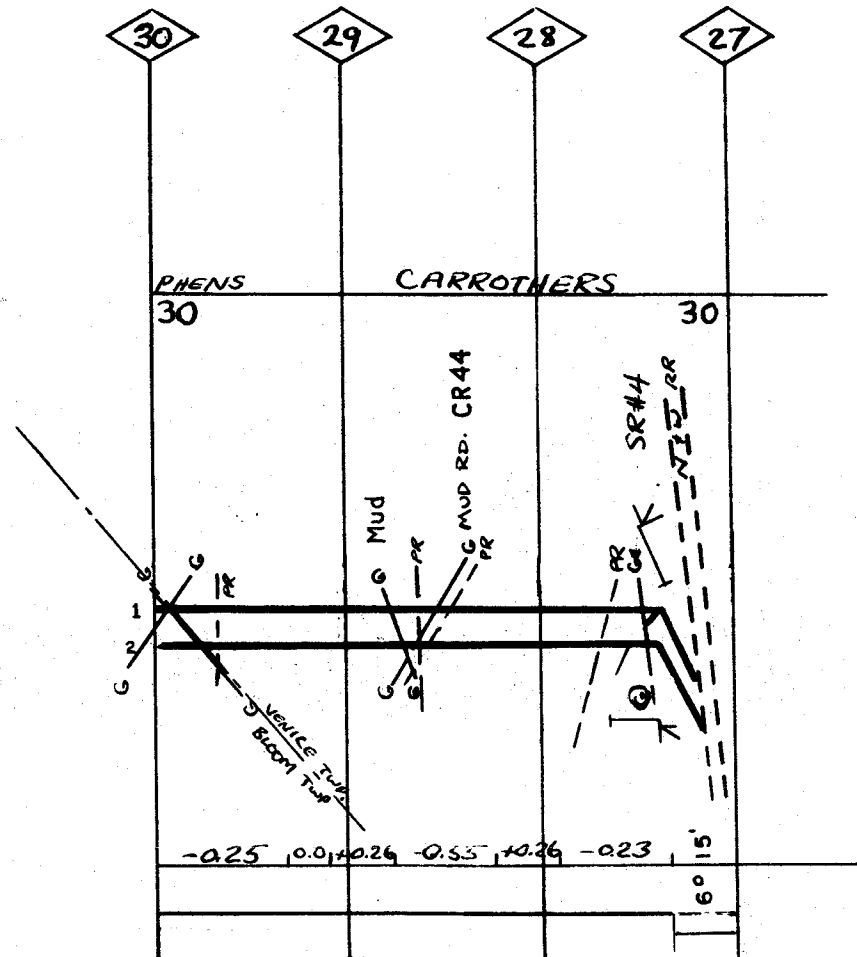 30 29 28 27
PHENS CARROTHERS
30 30
SR#4
N&W RR
Mud
G MUD RD. CR44
PR
PR
G
G
G
PR
PR
G
1
2
G
G
G
G
VENICE TWP.
BLOOM TWP
-0.25 0.0 +0.26 -0.55 +0.26 -0.23
6° 15'